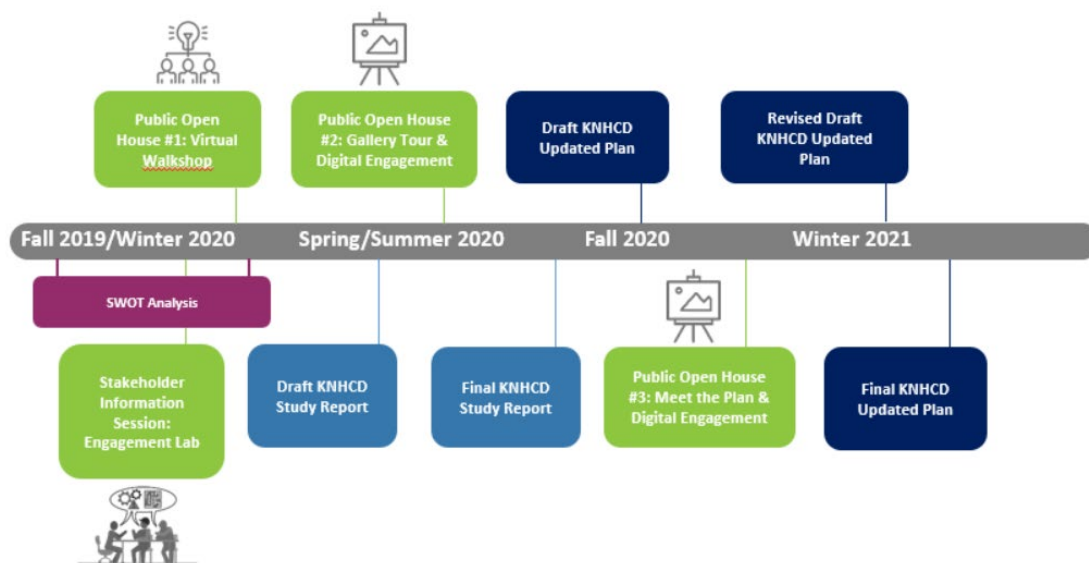 Public Open
House #1: Virtual
Walkshop
Public Open House
#2: Gallery Tour &
Digital Engagement
Draft KNHCD
Updated Plan
Revised Draft
KNHCD Updated
Plan
Fall 2019/Winter 2020
Spring/Summer 2020
Fall 2020
Winter 2021
SWOT Analysis
Stakeholder
Information
Session:
Engagement Lab
Draft KNHCD
Study Report
Final KNHCD
Study Report
Public Open House
#3: Meet the Plan &
Digital Engagement
Final KNHCD
Updated Plan